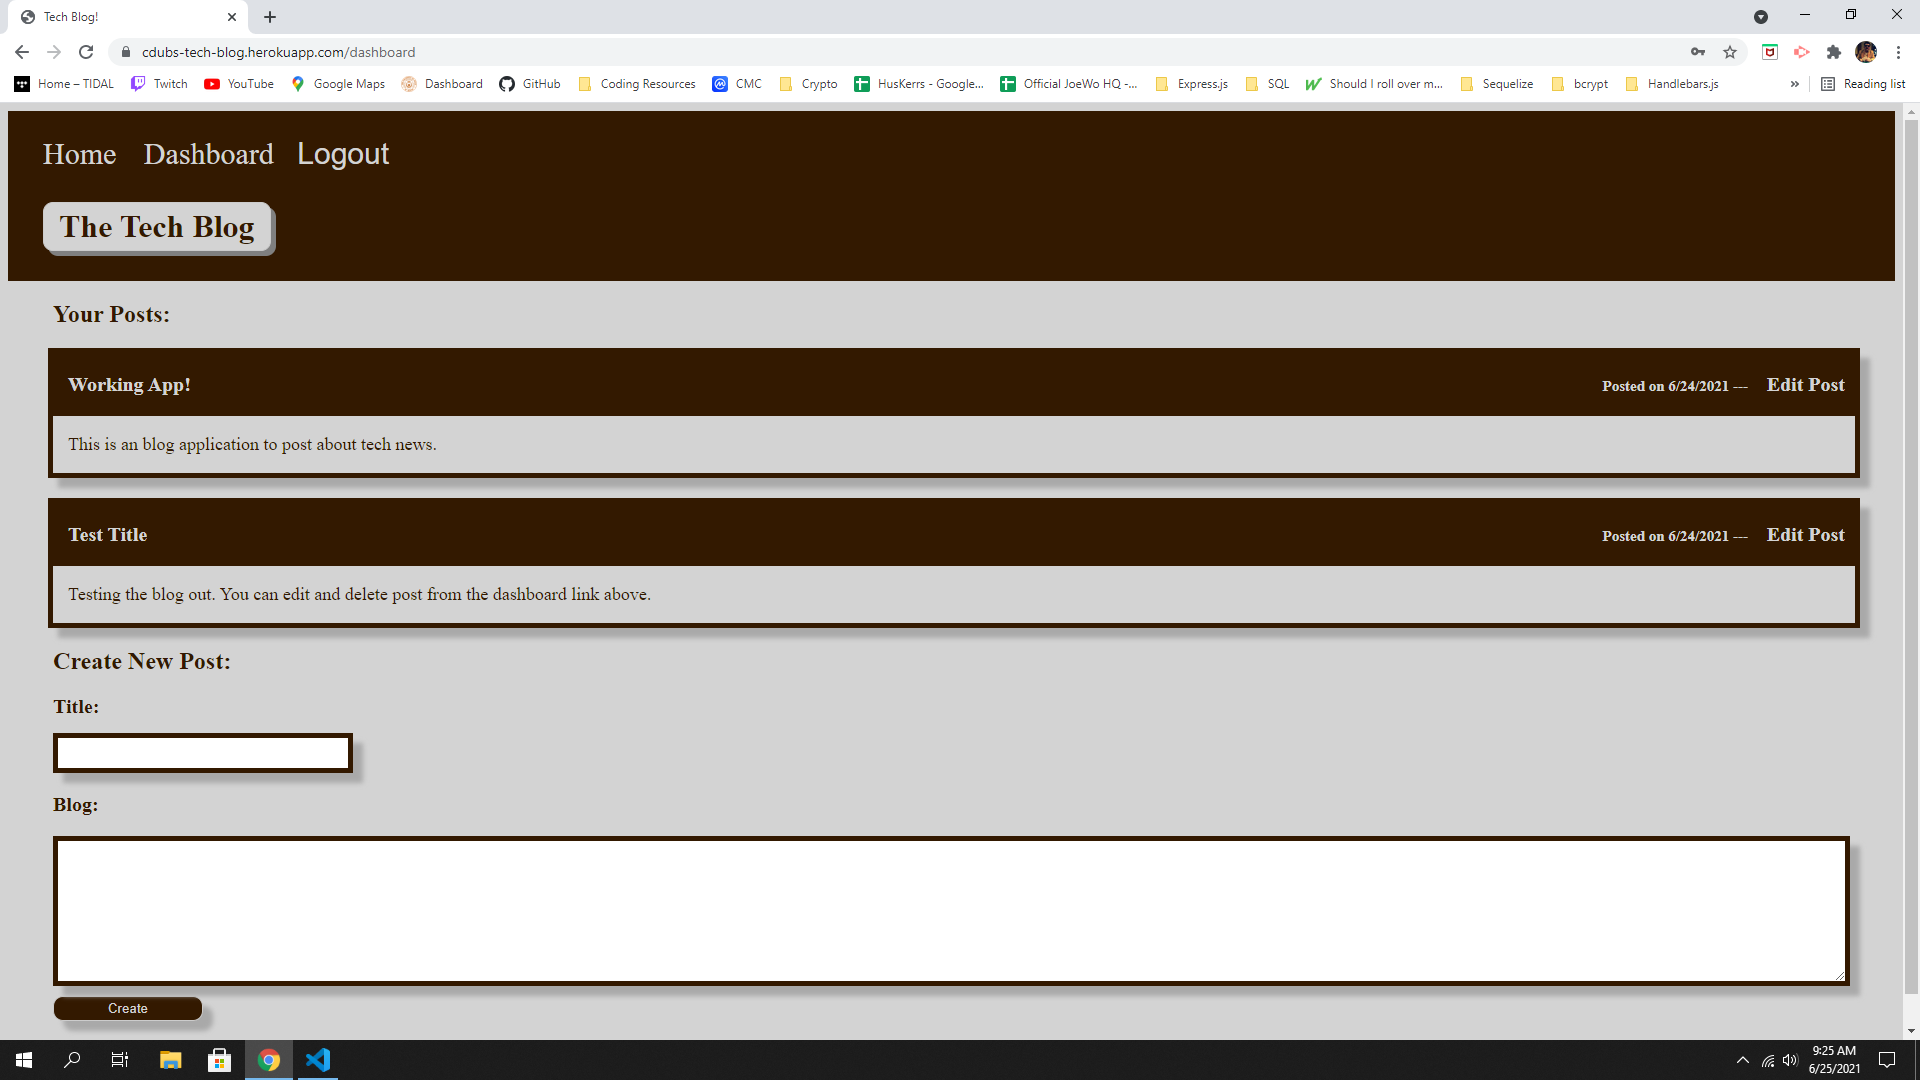 Tech Blog!
cdubs-tech-blog.herokuapp.com/dashboard
Home – TIDAL Twitch YouTube Google Maps Dashboard GitHub Coding Resources CMC Crypto HusKerrs - Google... Official JoeWo HQ -... Express.js SQL Should I roll over m... Sequelize bcrypt Handlebars.js » Reading list
Home Dashboard Logout
The Tech Blog
Your Posts:
Working App! Posted on 6/24/2021 --- Edit Post
This is an blog application to post about tech news.
Test Title Posted on 6/24/2021 --- Edit Post
Testing the blog out. You can edit and delete post from the dashboard link above.
Create New Post:
Title:
Blog:
Create
9:25 AM
6/25/2021